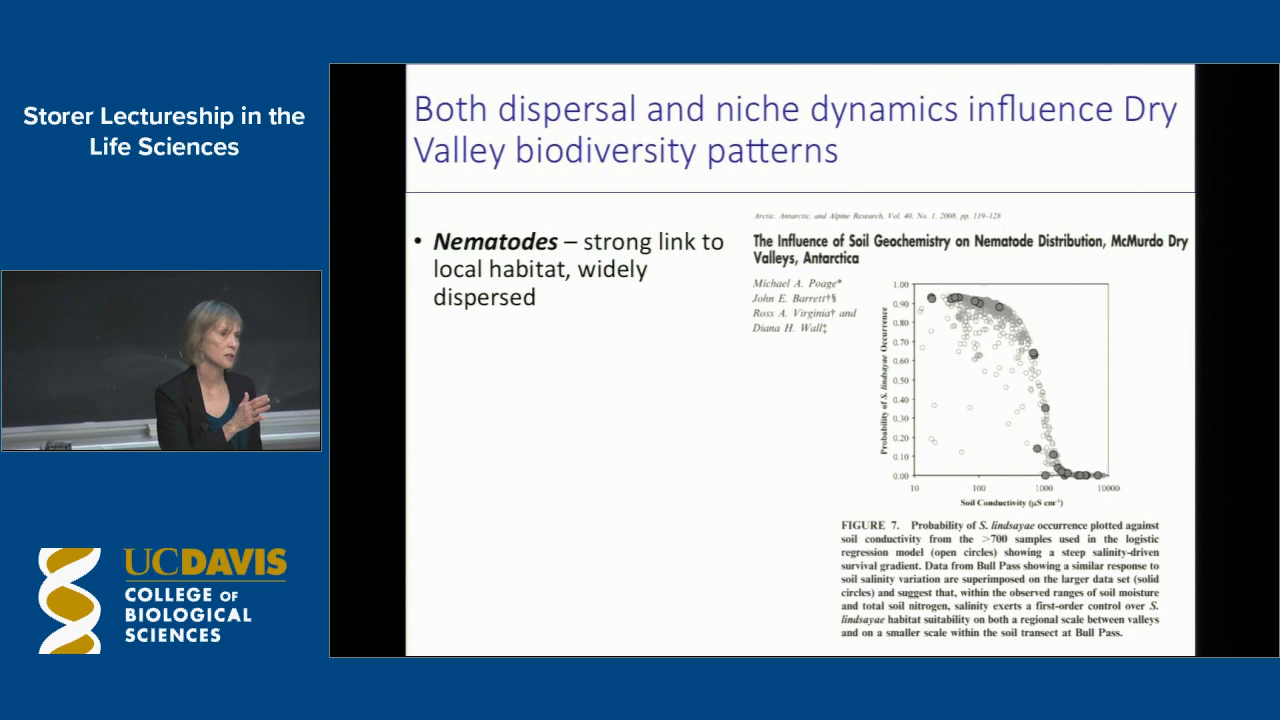 Storer Lectureship in the
Life Sciences
Both dispersal and niche dynamics influence Dry
Valley biodiversity patterns
• Nematodes – strong link to
local habitat, widely
dispersed
Arctic, Antarctic, and Alpine Research, Vol. 40, No. 1, 2008, pp. 119–128
The Influence of Soil Geochemistry on Nematode Distribution, McMurdo Dry
Valleys, Antarctica
Michael A. Poage*
John E. Barrett†§
Ross A. Virginia† and
Diana H. Wall‡
Probability of S. lindsayae Occurrence
1.00
0.90
0.80
0.70
0.60
0.50
0.40
0.30
0.20
0.10
0.00
10 100 1000 10000
Soil Conductivity (µS cm⁻¹)
FIGURE 7. Probability of S. lindsayae occurrence plotted against
soil conductivity from the >700 samples used in the logistic
regression model (open circles) showing a steep salinity-driven
survival gradient. Data from Bull Pass showing a similar response to
soil salinity variation are superimposed on the larger data set (solid
circles) and suggest that, within the observed ranges of soil moisture
and total soil nitrogen, salinity exerts a first-order control over S.
lindsayae habitat suitability on both a regional scale between valleys
and on a smaller scale within the soil transect at Bull Pass.
UCDAVIS
COLLEGE OF
BIOLOGICAL
SCIENCES